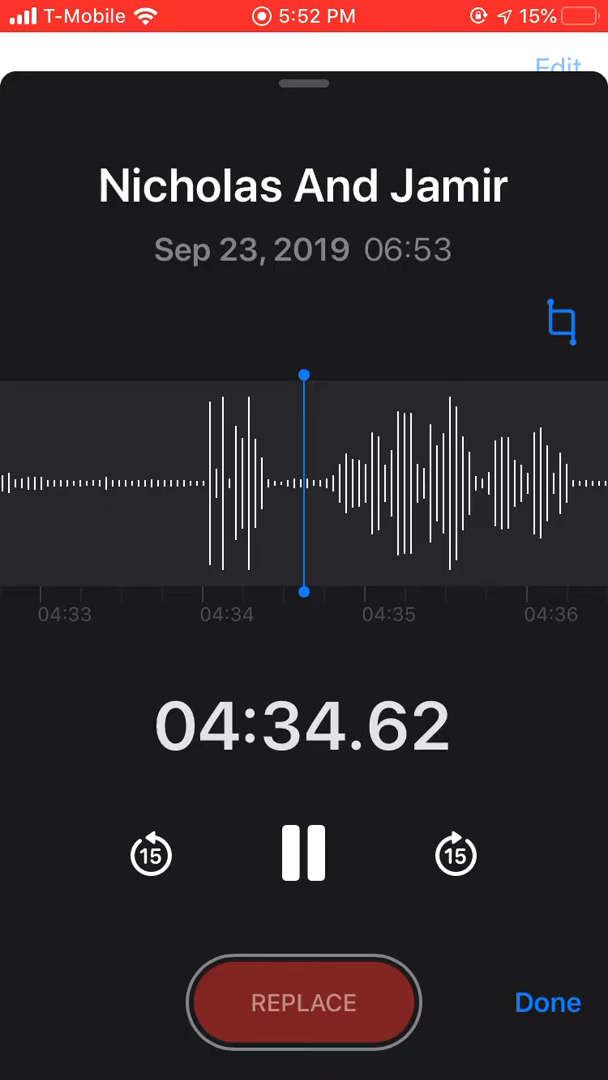 T-Mobile 5:52 PM 15%
Edit
Nicholas And Jamir
Sep 23, 2019 06:53
04:33 04:34 04:35 04:36
04:34.62
15 15
REPLACE Done